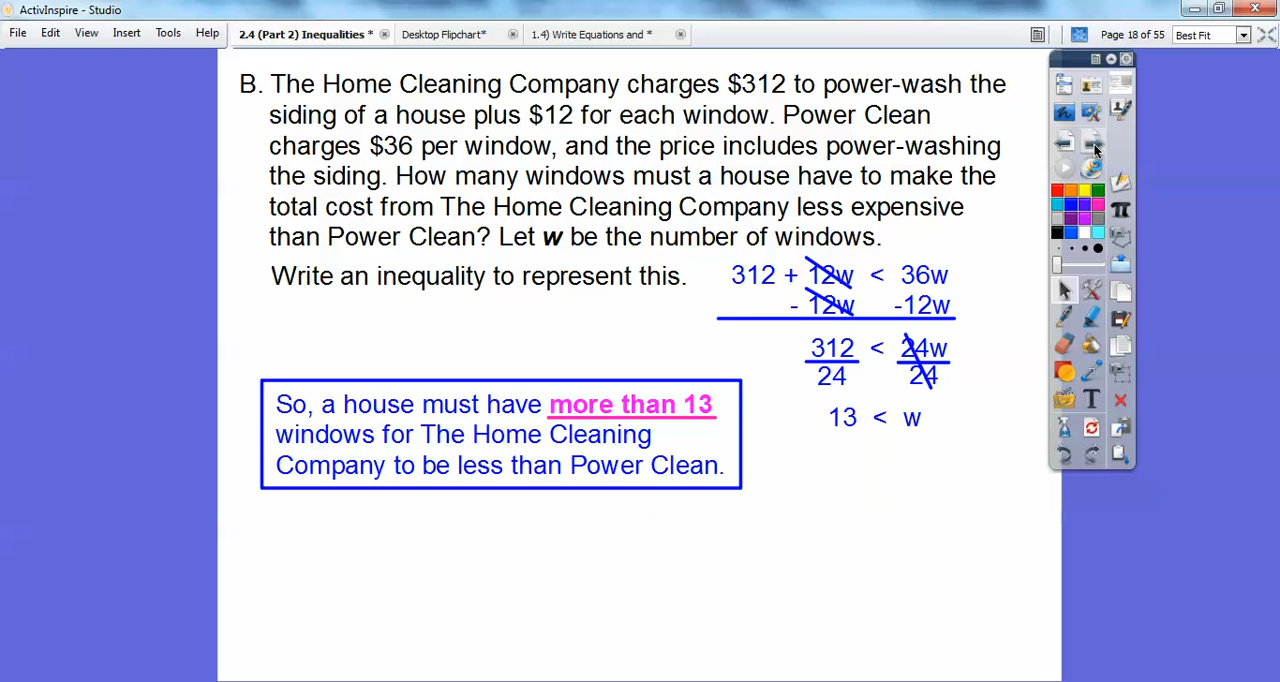 ActivInspire - Studio
File Edit View Insert Tools Help
2.4 (Part 2) Inequalities *
Desktop Flipchart*
1.4) Write Equations and *
Page 18 of 55
Best Fit
B. The Home Cleaning Company charges $312 to power-wash the
siding of a house plus $12 for each window. Power Clean
charges $36 per window, and the price includes power-washing
the siding. How many windows must a house have to make the
total cost from The Home Cleaning Company less expensive
than Power Clean? Let w be the number of windows.
Write an inequality to represent this.
312 + 12w < 36w
- 12w -12w
312 < 24w
24 24
13 < w
So, a house must have more than 13
windows for The Home Cleaning
Company to be less than Power Clean.